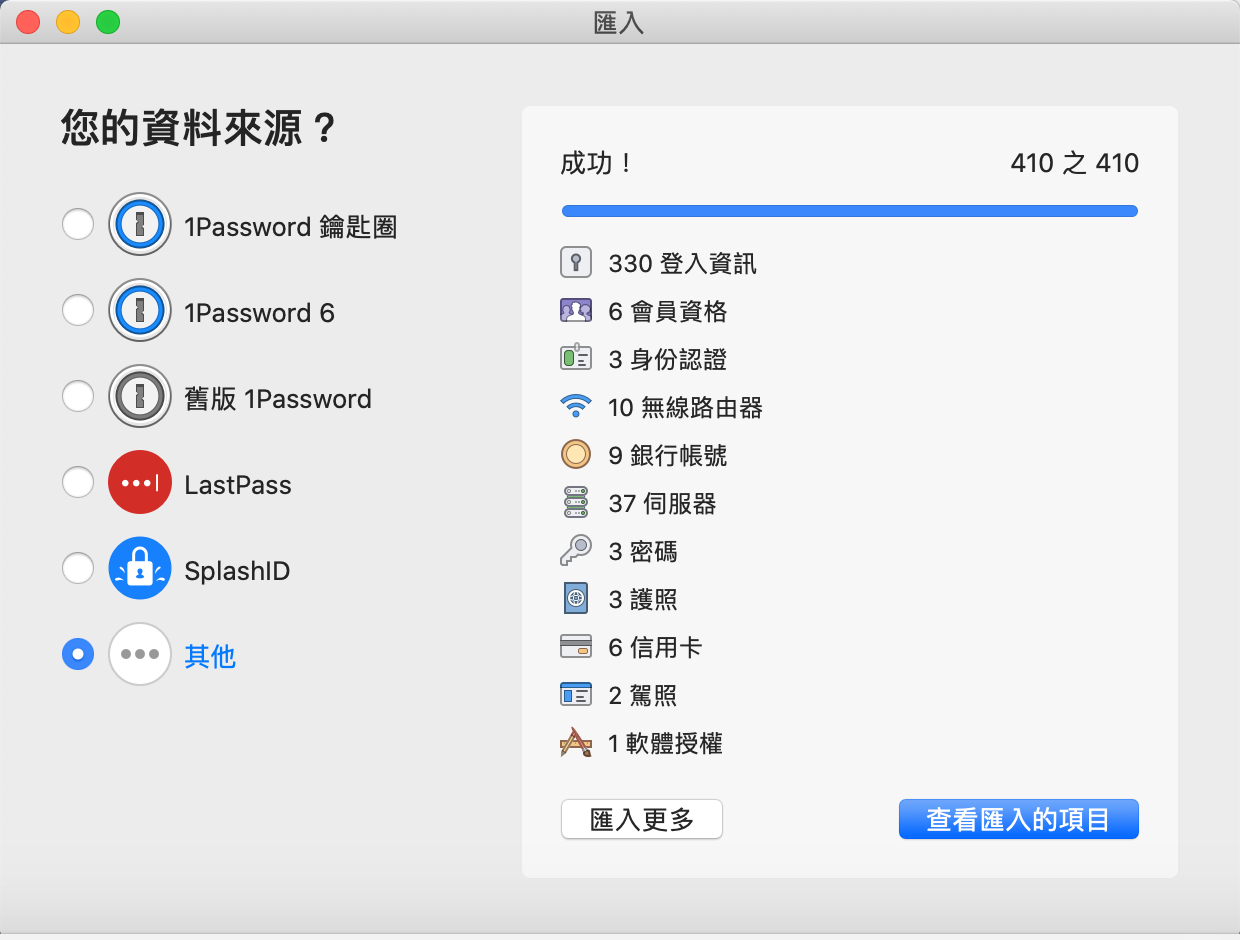 匯入
您的資料來源？
1Password 鑰匙圈
1Password 6
舊版 1Password
LastPass
SplashID
其他
成功！
410 之 410
330 登入資訊
6 會員資格
3 身份認證
10 無線路由器
9 銀行帳號
37 伺服器
3 密碼
3 護照
6 信用卡
2 駕照
1 軟體授權
匯入更多
查看匯入的項目